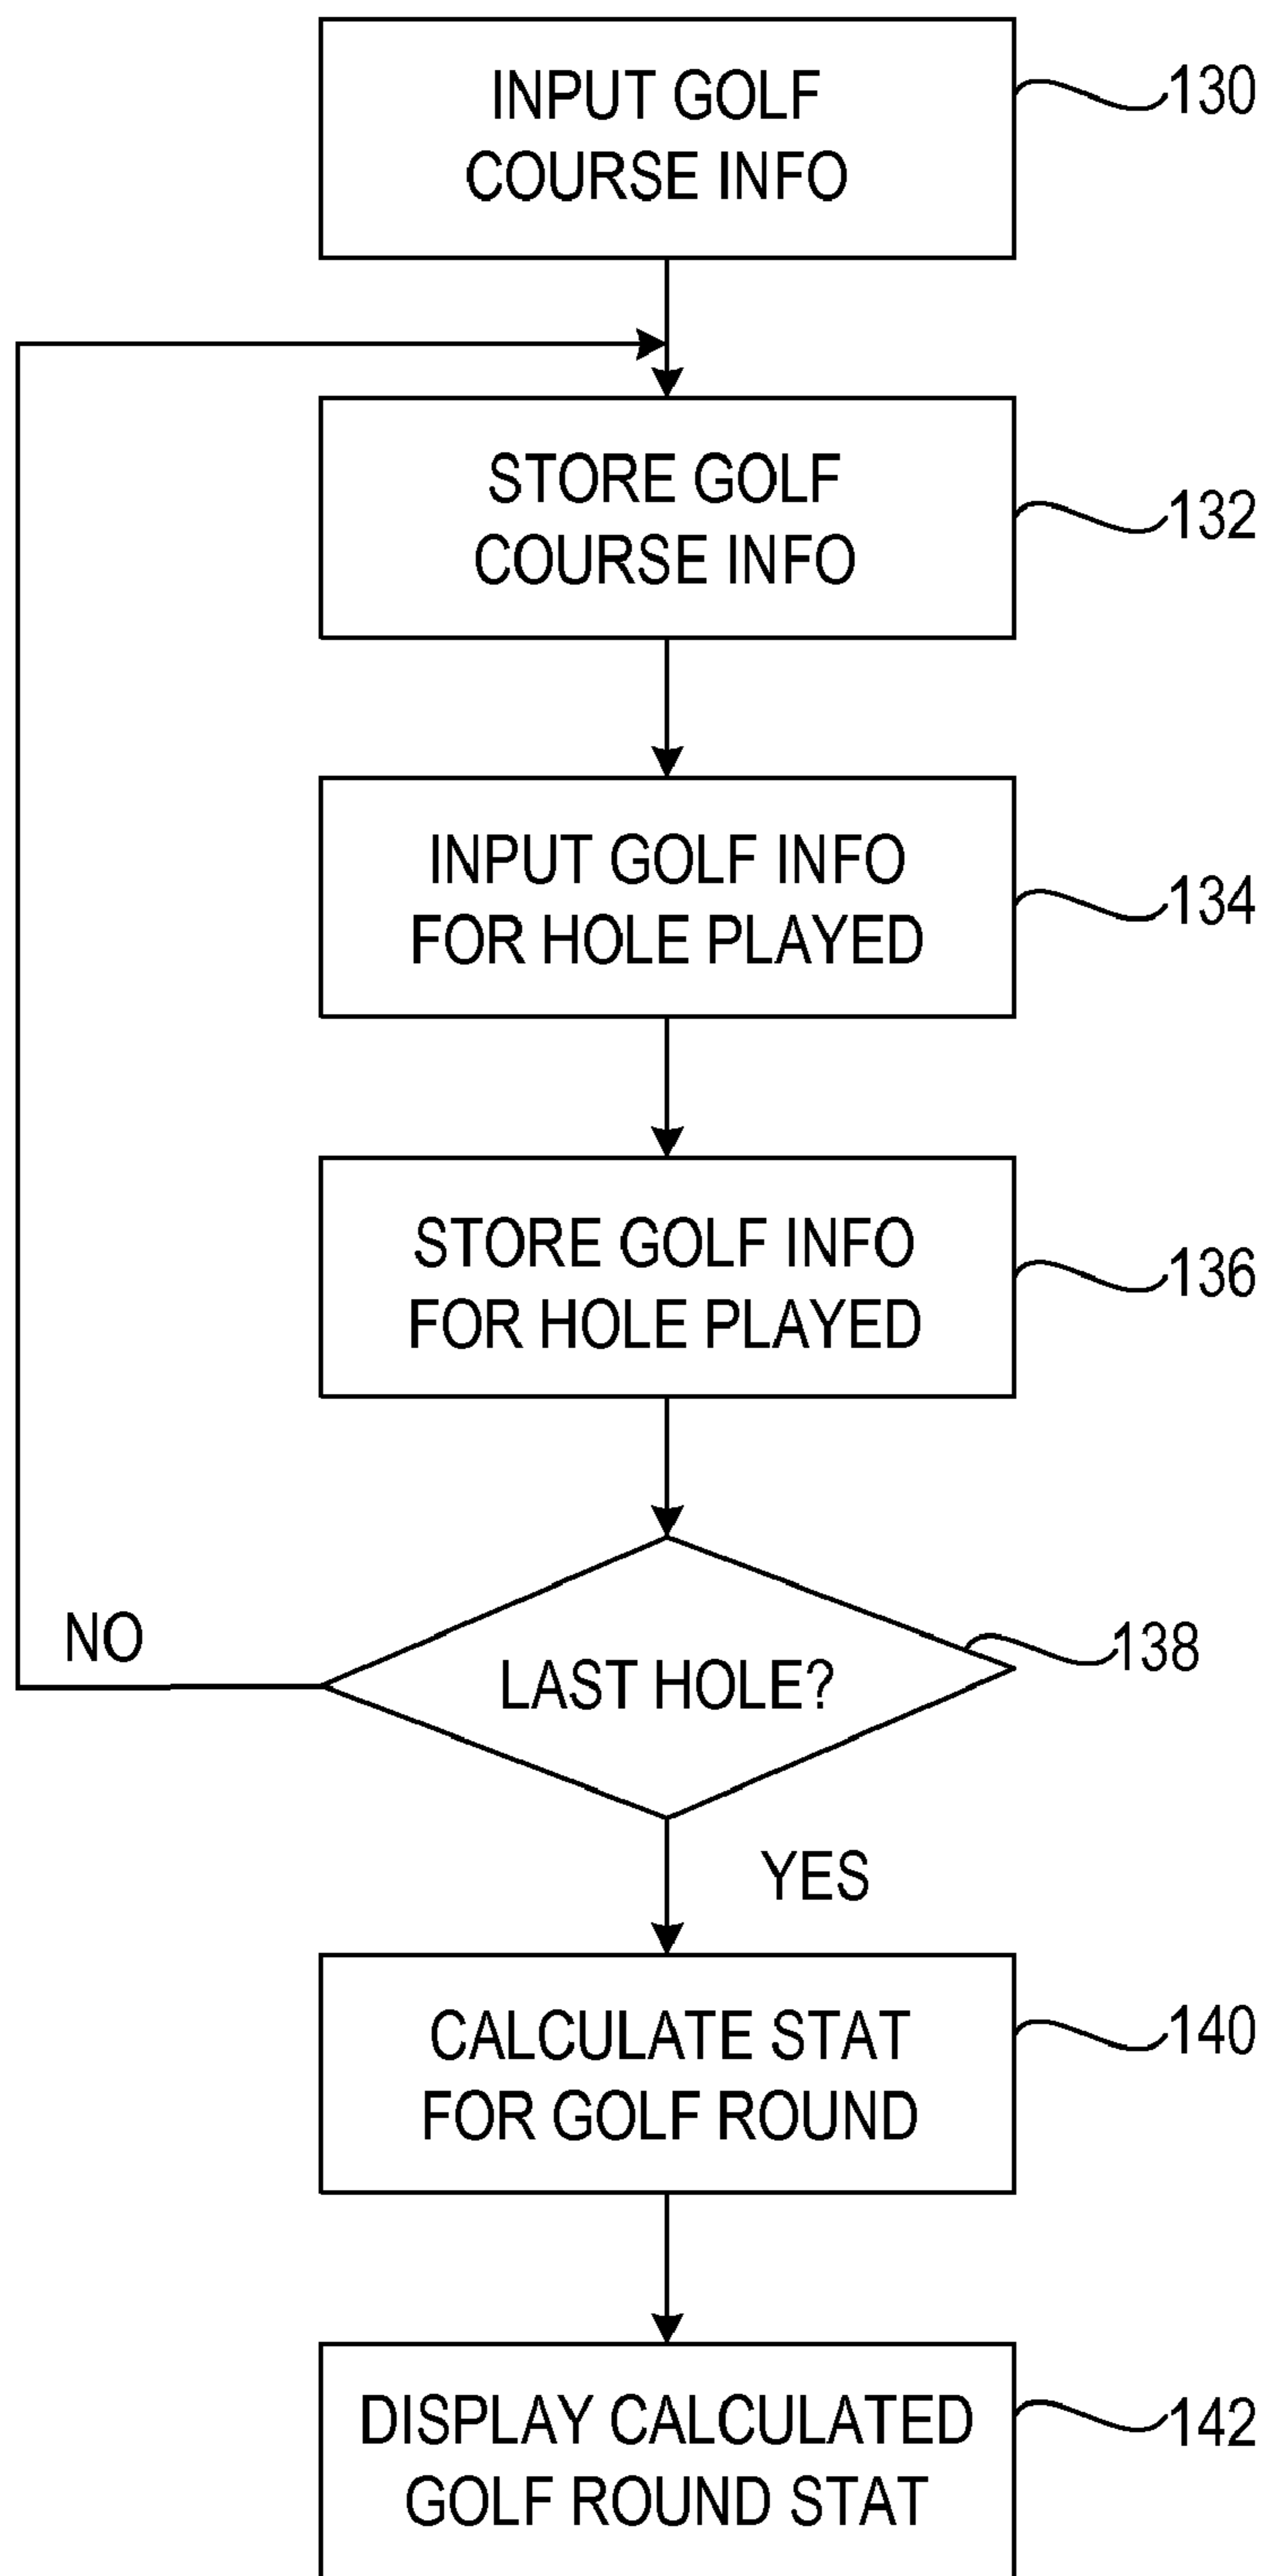 INPUT GOLF
COURSE INFO
130
STORE GOLF
COURSE INFO
132
INPUT GOLF INFO
FOR HOLE PLAYED
134
STORE GOLF INFO
FOR HOLE PLAYED
136
NO
LAST HOLE?
138
YES
CALCULATE STAT
FOR GOLF ROUND
140
DISPLAY CALCULATED
GOLF ROUND STAT
142